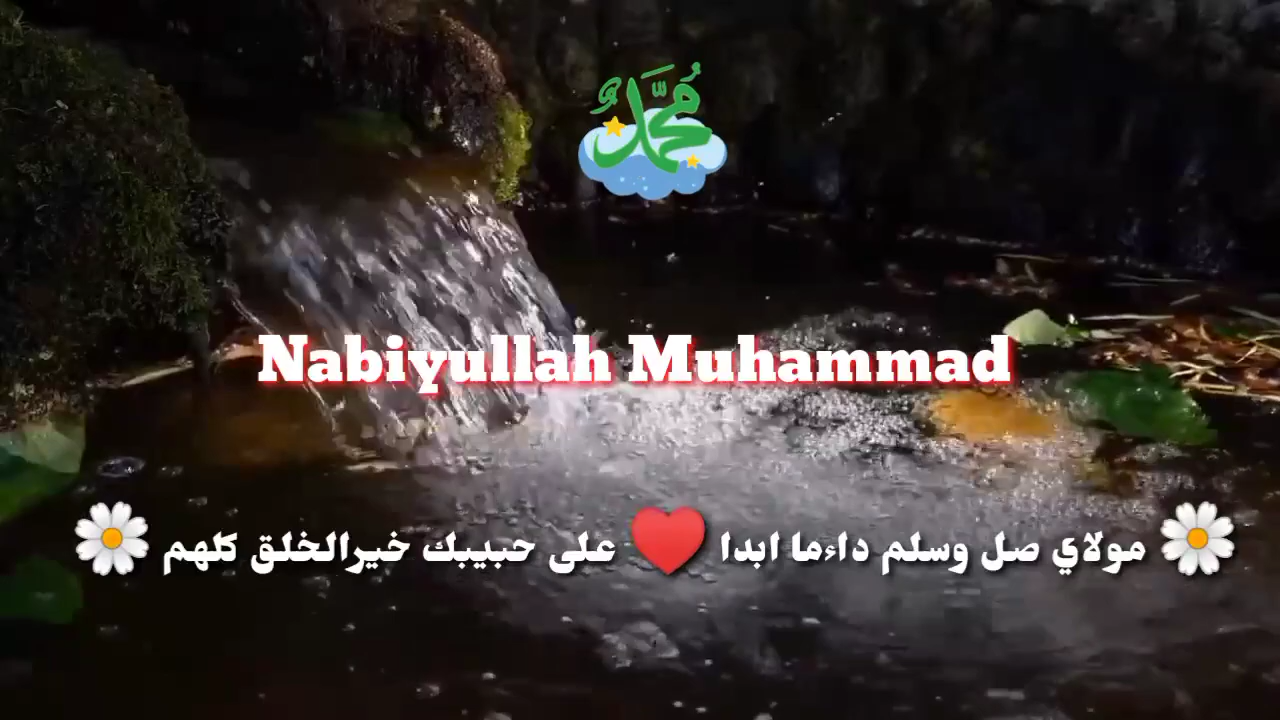 مُحَمَّدٌ
Nabiyullah Muhammad
مولاي صل وسلم داءما ابدا ❤️ على حبيبك خيرالخلق كلهم